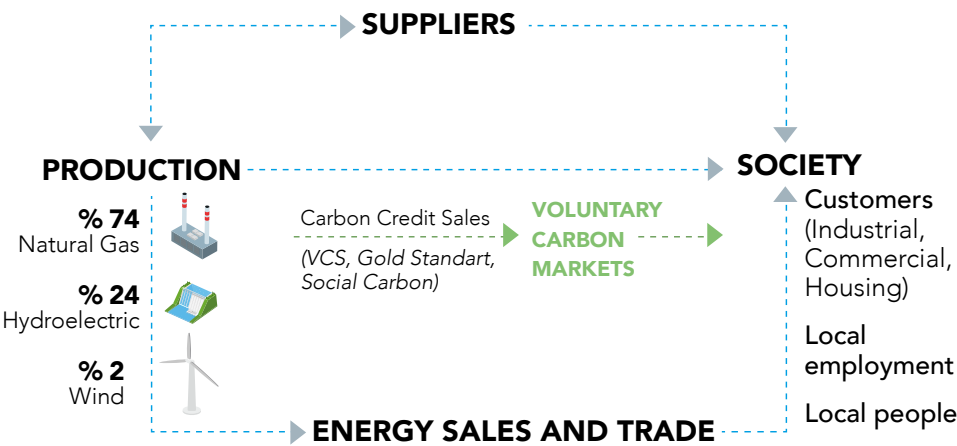 SUPPLIERS
PRODUCTION
% 74
Natural Gas
% 24
Hydroelectric
% 2
Wind
Carbon Credit Sales
(VCS, Gold Standart,
Social Carbon)
VOLUNTARY
CARBON
MARKETS
SOCIETY
Customers
(Industrial,
Commercial,
Housing)
Local
employment
Local people
ENERGY SALES AND TRADE